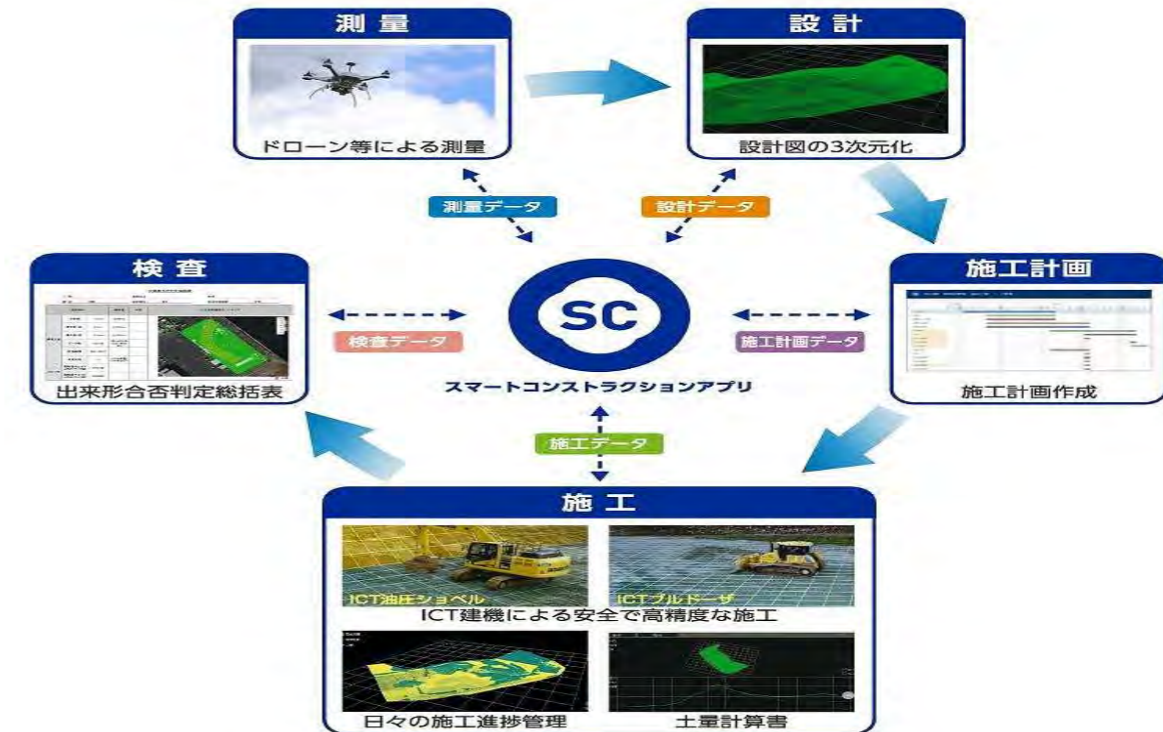 測量
設計
ドローン等による測量
設計図の3次元化
測量データ
設計データ
検査
施工計画
SC
検査データ
施工計画データ
スマートコンストラクションアプリ
出来形合否判定総括表
施工計画作成
施工データ
施工
ICT油圧ショベル
ICTブルドーザ
ICT建機による安全で高精度な施工
日々の施工進捗管理
土量計算書